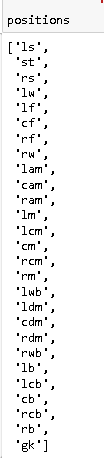 positions
['ls',
'st',
'rs',
'lw',
'lf',
'cf',
'rf',
'rw',
'lam',
'cam',
'ram',
'lm',
'lcm',
'cm',
'rcm',
'rm',
'lwb',
'ldm',
'cdm',
'rdm',
'rwb',
'lb',
'lcb',
'cb',
'rcb',
'rb',
'gk']